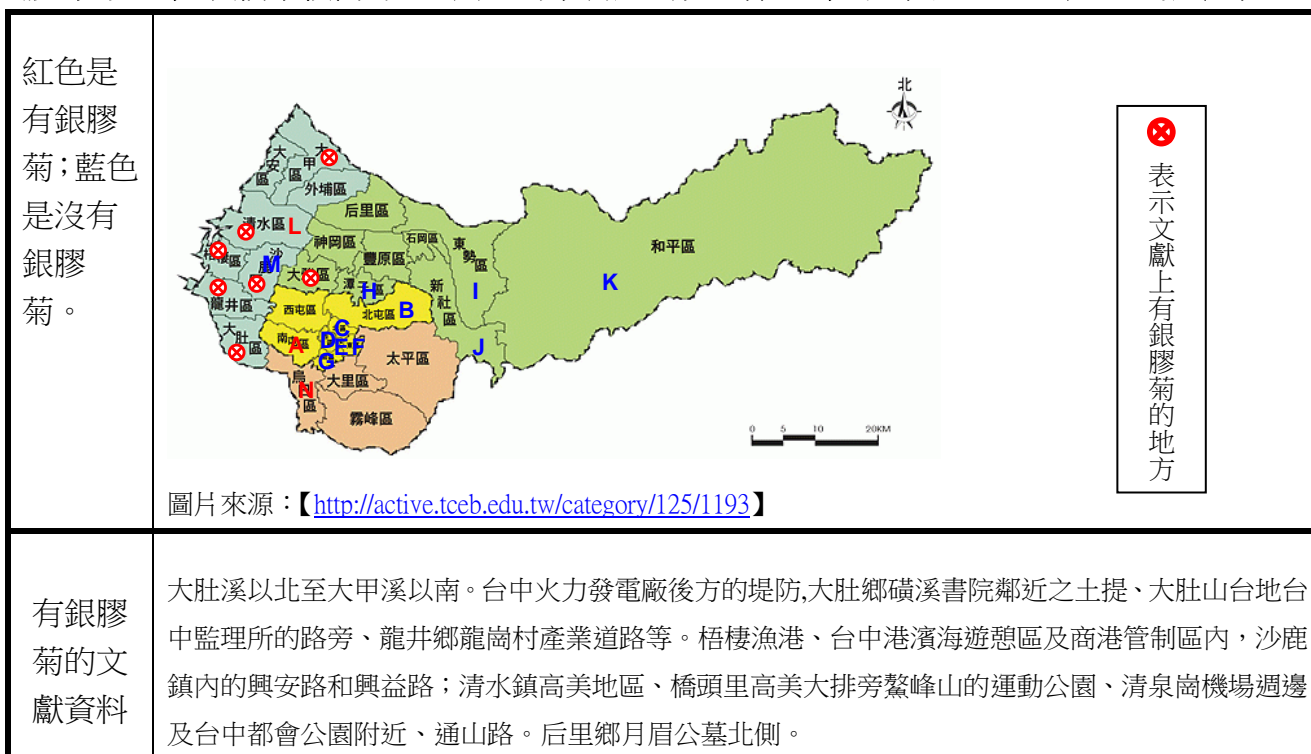 紅色是
有銀膠
菊；藍色
是沒有
銀膠
菊。
北
大安區
大甲區
外埔區
清水區
L
后里區
神岡區
豐原區
石岡區
東勢區
和平區
沙
M
H
新社區
I
K
龍井區
西屯區
北屯區
B
C
大肚區
南屯區
A
D
E
F
G
J
太平區
大里區
N
霧峰區
0 5 10 20KM
表示文獻上有銀膠菊的地方
圖片來源：【http://active.tceb.edu.tw/category/125/1193】
有銀膠
菊的文
獻資料
大肚溪以北至大甲溪以南。台中火力發電廠後方的堤防,大肚鄉磺溪書院鄰近之土提、大肚山台地台
中監理所的路旁、龍井鄉龍崗村產業道路等。梧棲漁港、台中港濱海遊憩區及商港管制區內，沙鹿
鎮內的興安路和興益路；清水鎮高美地區、橋頭里高美大排旁鰲峰山的運動公園、清泉崗機場週邊
及台中都會公園附近、通山路。后里鄉月眉公墓北側。